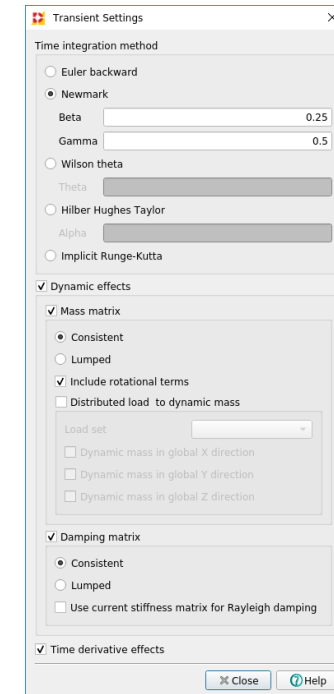 Transient Settings
Time integration method
Euler backward
Newmark
Beta 0.25
Gamma 0.5
Wilson theta
Theta
Hilber Hughes Taylor
Alpha
Implicit Runge-Kutta
Dynamic effects
Mass matrix
Consistent
Lumped
Include rotational terms
Distributed load to dynamic mass
Load set
Dynamic mass in global X direction
Dynamic mass in global Y direction
Dynamic mass in global Z direction
Damping matrix
Consistent
Lumped
Use current stiffness matrix for Rayleigh damping
Time derivative effects
Close Help